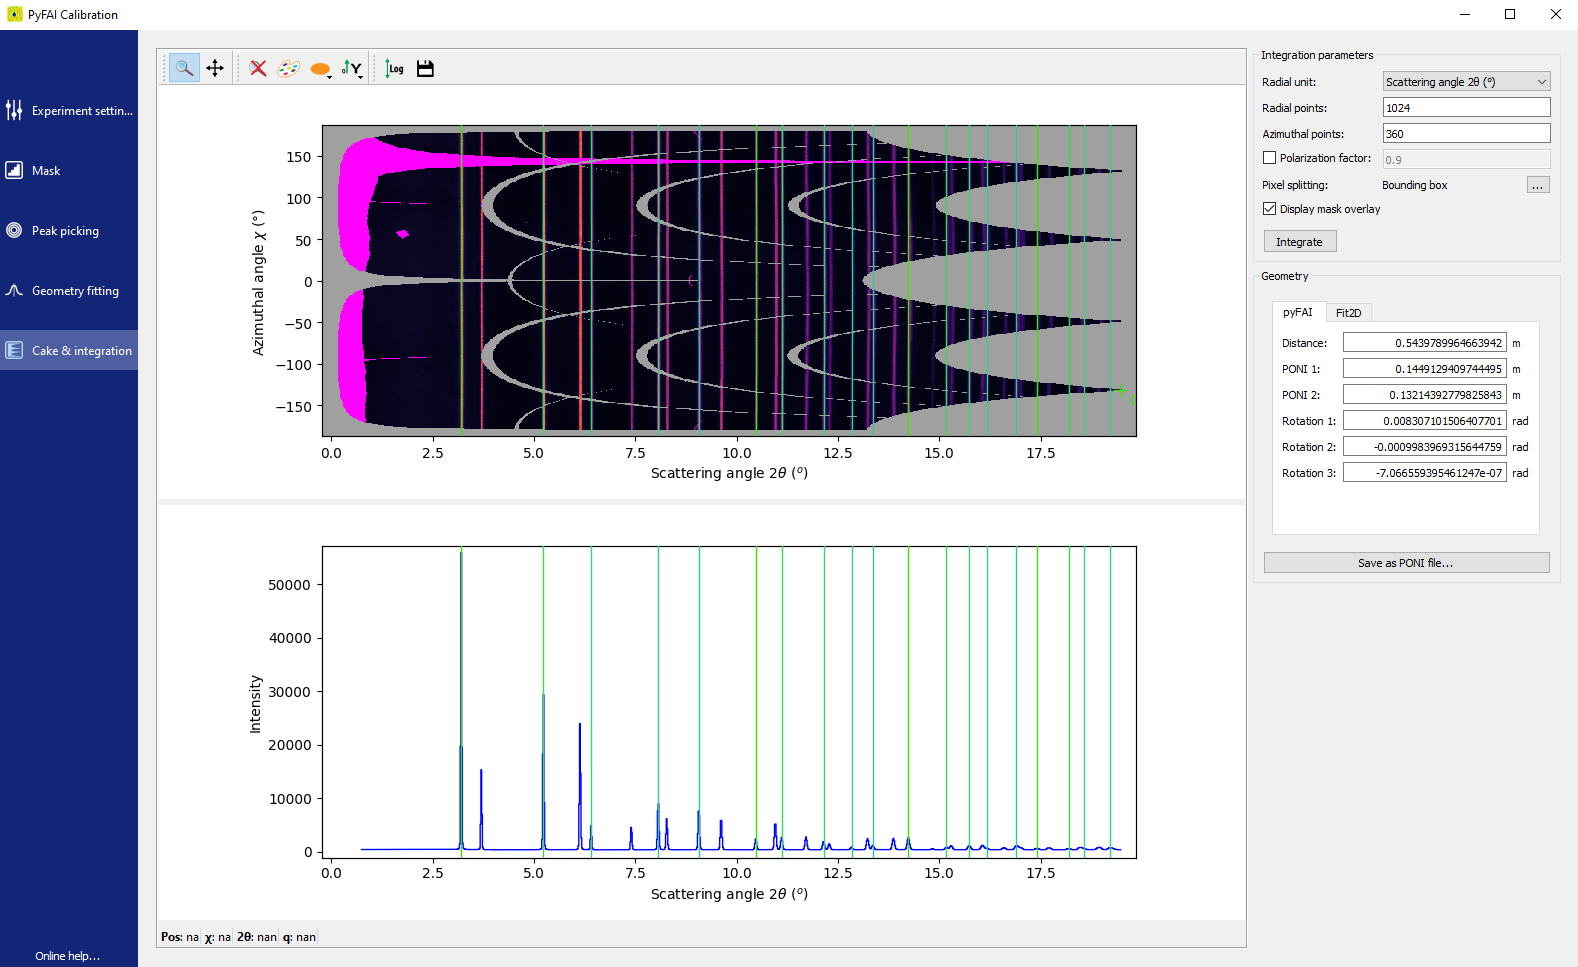 PyFAI Calibration
Experiment settin...
Mask
Peak picking
Geometry fitting
Cake & integration
Online help...
Y
Log
150
100
50
0
−50
−100
−150
Azimuthal angle χ (°)
0.0 2.5 5.0 7.5 10.0 12.5 15.0 17.5
Scattering angle 2θ (°)
50000
40000
30000
20000
10000
0
Intensity
0.0 2.5 5.0 7.5 10.0 12.5 15.0 17.5
Scattering angle 2θ (°)
Pos: na χ: na 2θ: nan q: nan
Integration parameters
Radial unit: Scattering angle 2θ (°)
Radial points: 1024
Azimuthal points: 360
Polarization factor: 0.9
Pixel splitting: Bounding box ...
Display mask overlay
Integrate
Geometry
pyFAI Fit2D
Distance: 0.5439789964663942 m
PONI 1: 0.1449129409744495 m
PONI 2: 0.13214392779825843 m
Rotation 1: 0.008307101506407701 rad
Rotation 2: -0.0009983969315644759 rad
Rotation 3: -7.066559395461247e-07 rad
Save as PONI file...